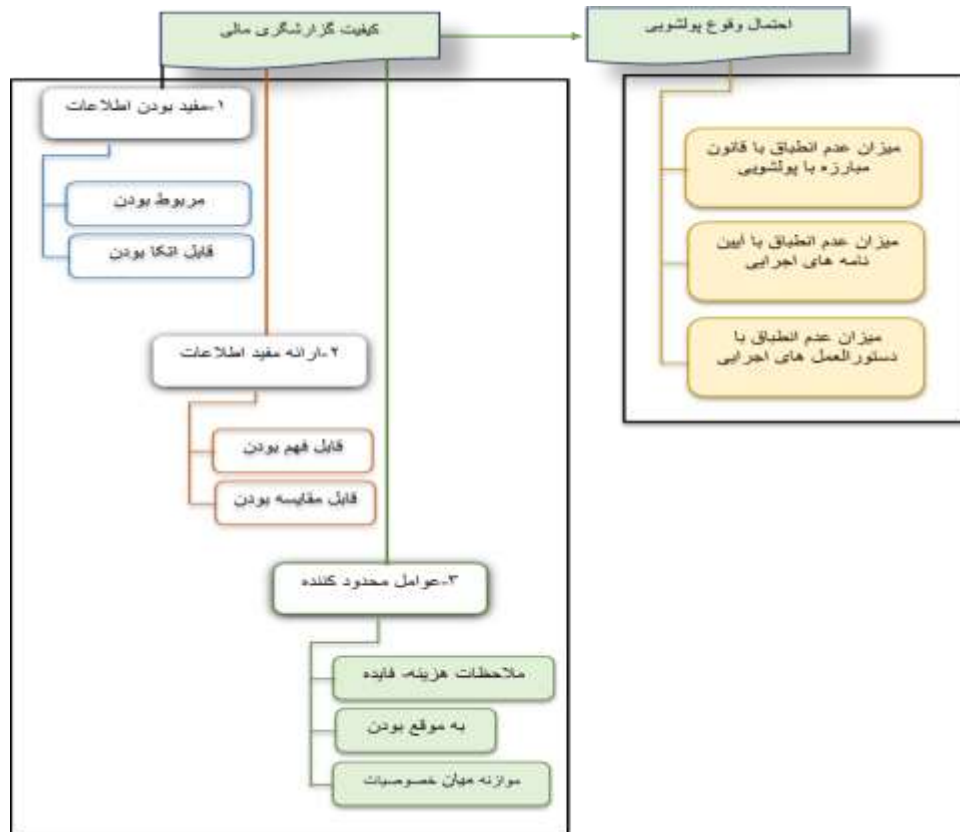 کیفیت گزارشگری مالی
احتمال وقوع پولشویی
۱-مفید بودن اطلاعات
مربوط بودن
قابل اتکا بودن
۲-ارائه مفید اطلاعات
قابل فهم بودن
قابل مقایسه بودن
۳-عوامل محدود کننده
ملاحظات هزینه- فایده
به موقع بودن
موازنه میان خصوصیات
میزان عدم انطباق با قانون
مبارزه با پولشویی
میزان عدم انطباق با آیین
نامه های اجرایی
میزان عدم انطباق با
دستورالعمل های اجرایی